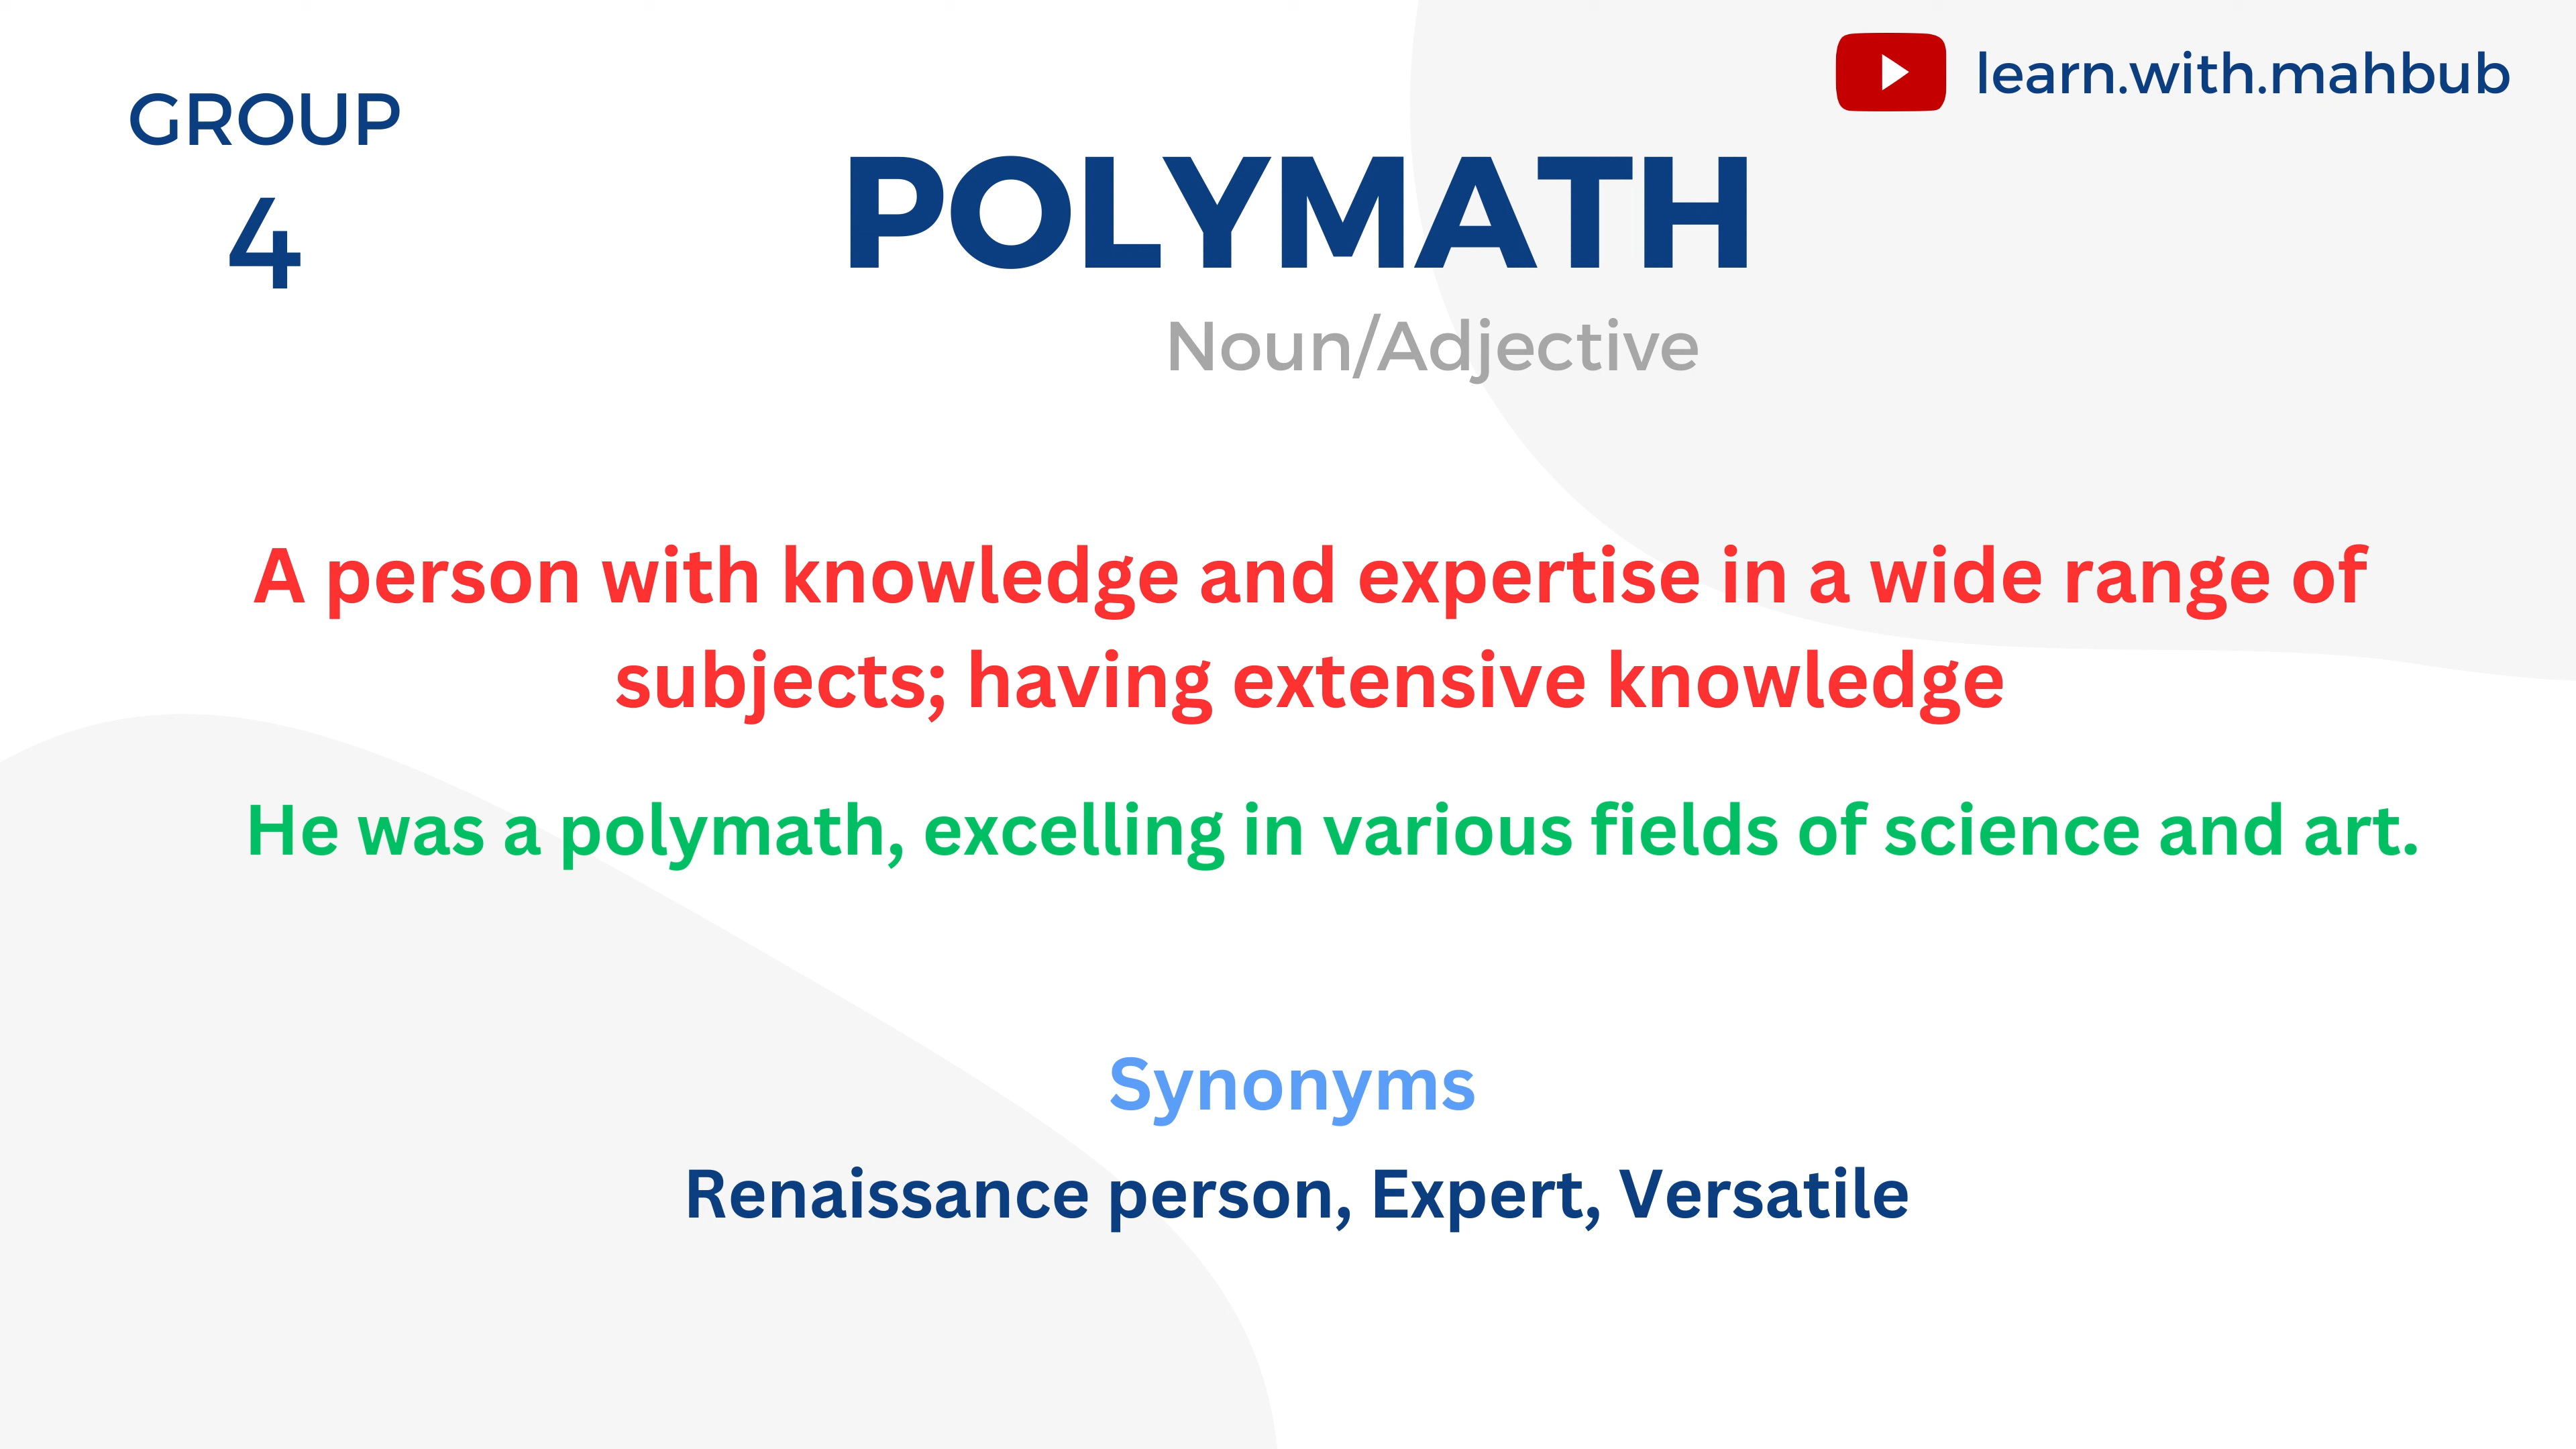 GROUP
4
learn.with.mahbub
POLYMATH
Noun/Adjective
A person with knowledge and expertise in a wide range of
subjects; having extensive knowledge
He was a polymath, excelling in various fields of science and art.
Synonyms
Renaissance person, Expert, Versatile